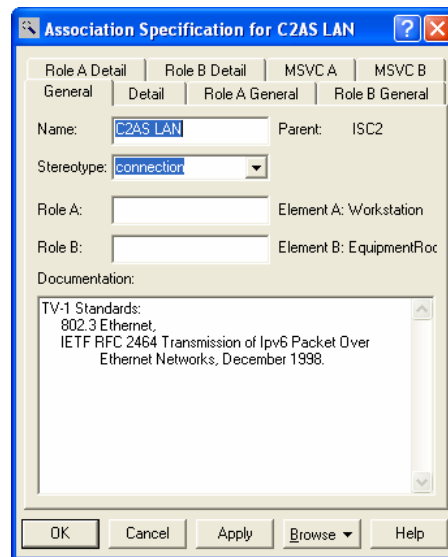 Association Specification for C2AS LAN
Role A Detail Role B Detail MSVC A MSVC B
General Detail Role A General Role B General
Name: C2AS LAN Parent: ISC2
Stereotype: connection
Role A: Element A: Workstation
Role B: Element B: EquipmentRoo
Documentation:
TV-1 Standards:
802.3 Ethernet,
IETF RFC 2464 Transmission of Ipv6 Packet Over
Ethernet Networks, December 1998.
OK Cancel Apply Browse Help